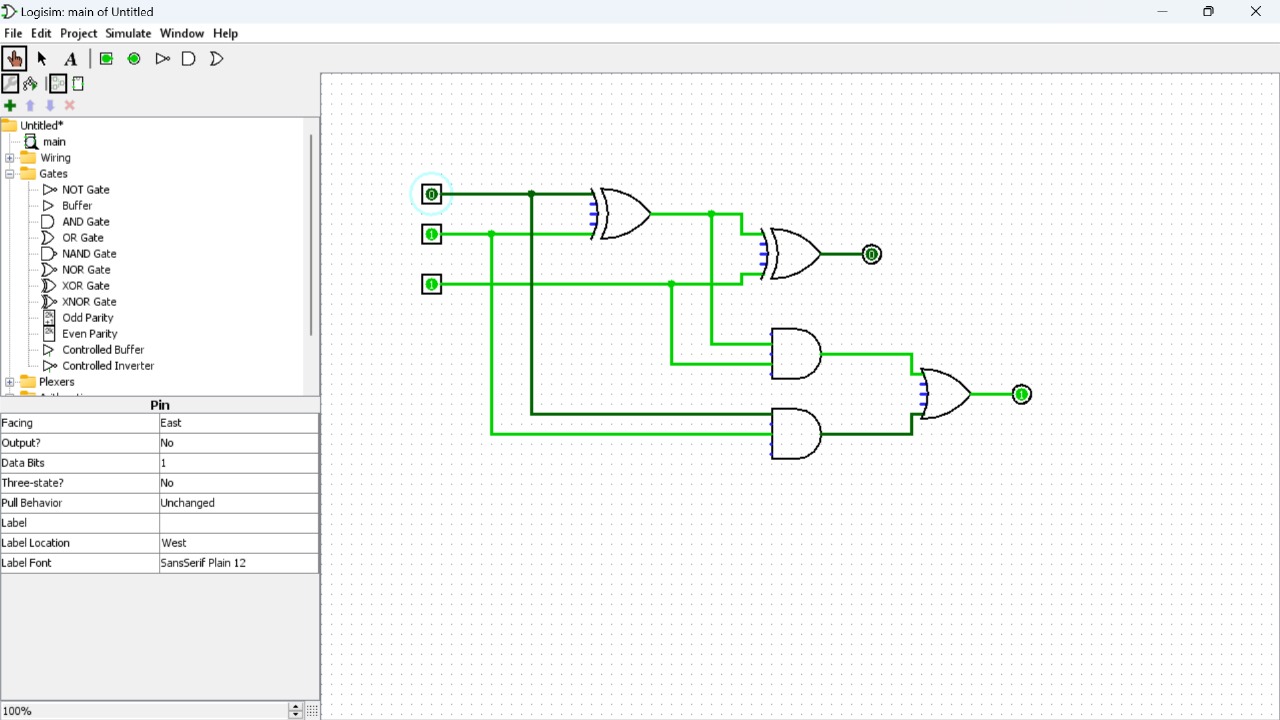 Logisim: main of Untitled
File Edit Project Simulate Window Help
A
Untitled*
main
Wiring
Gates
NOT Gate
Buffer
AND Gate
OR Gate
NAND Gate
NOR Gate
XOR Gate
XNOR Gate
Odd Parity
Even Parity
Controlled Buffer
Controlled Inverter
Plexers
Pin
Facing East
Output? No
Data Bits 1
Three-state? No
Pull Behavior Unchanged
Label
Label Location West
Label Font SansSerif Plain 12
100%
0
1
1
0
1